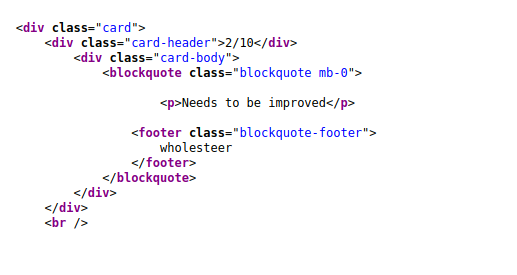 <div class="card">
    <div class="card-header">2/10</div>
        <div class="card-body">
            <blockquote class="blockquote mb-0">
                    <p>Needs to be improved</p>
                <footer class="blockquote-footer">
                    wholesteer
                </footer>
            </blockquote>
        </div>
    </div>
    <br />